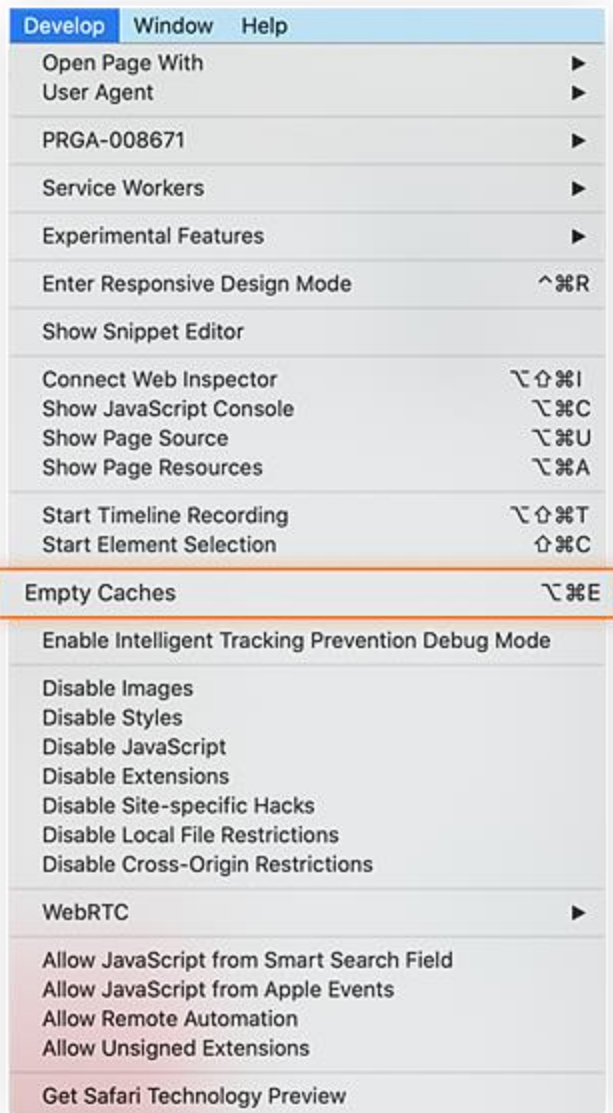 Develop Window Help
Open Page With ▶
User Agent ▶
PRGA-008671 ▶
Service Workers ▶
Experimental Features ▶
Enter Responsive Design Mode ^⌘R
Show Snippet Editor
Connect Web Inspector ⌥⇧⌘I
Show JavaScript Console ⌥⌘C
Show Page Source ⌥⌘U
Show Page Resources ⌥⌘A
Start Timeline Recording ⌥⇧⌘T
Start Element Selection ⇧⌘C
Empty Caches ⌥⌘E
Enable Intelligent Tracking Prevention Debug Mode
Disable Images
Disable Styles
Disable JavaScript
Disable Extensions
Disable Site-specific Hacks
Disable Local File Restrictions
Disable Cross-Origin Restrictions
WebRTC ▶
Allow JavaScript from Smart Search Field
Allow JavaScript from Apple Events
Allow Remote Automation
Allow Unsigned Extensions
Get Safari Technology Preview